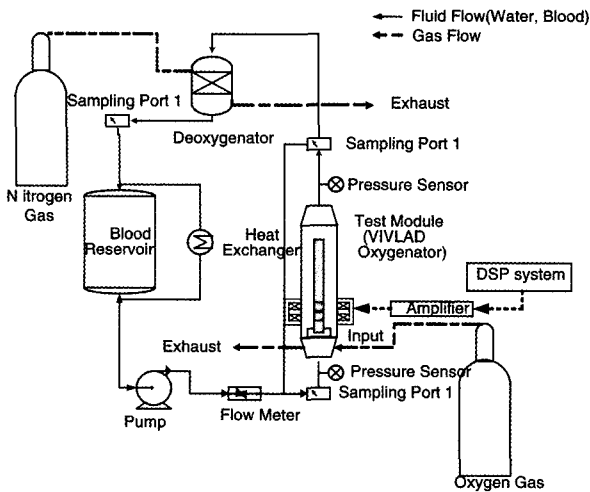 Fluid Flow(Water, Blood)
Gas Flow
Sampling Port 1
Exhaust
Deoxygenator
Sampling Port 1
Pressure Sensor
N itrogen
Gas
Blood
Reservoir
Heat
Exchanger
Test Module
(VIVLAD
Oxygenator)
DSP system
Amplifier
Input
Exhaust
Pressure Sensor
Sampling Port 1
Flow Meter
Pump
Oxygen Gas